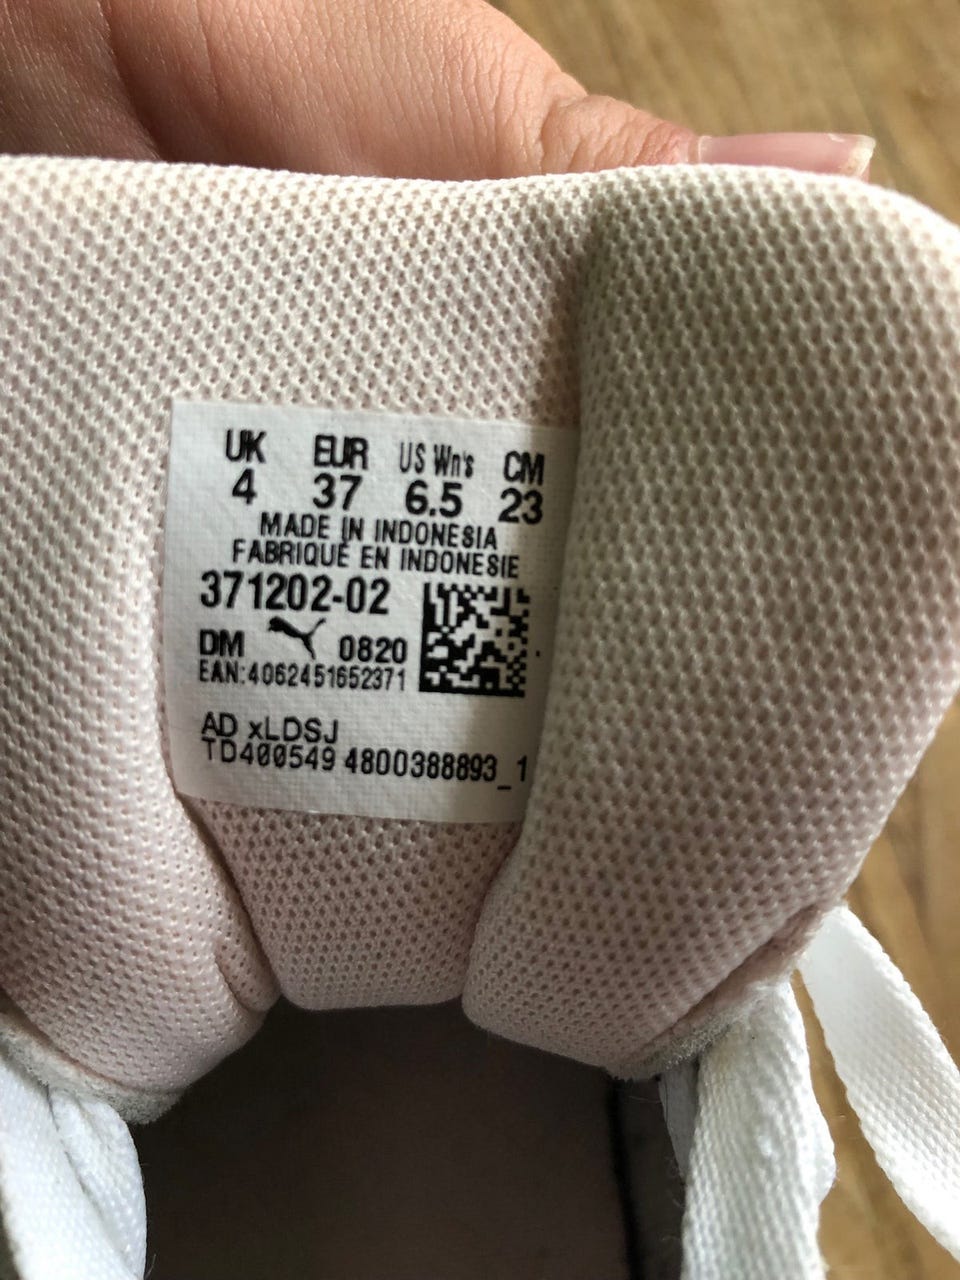 UK EUR US Wn's CM
4 37 6.5 23
MADE IN INDONESIA
FABRIQUÉ EN INDONESIE
371202-02
DM 0820
EAN:4062451652371
AD xLDSJ
TD400549 4800388893_1